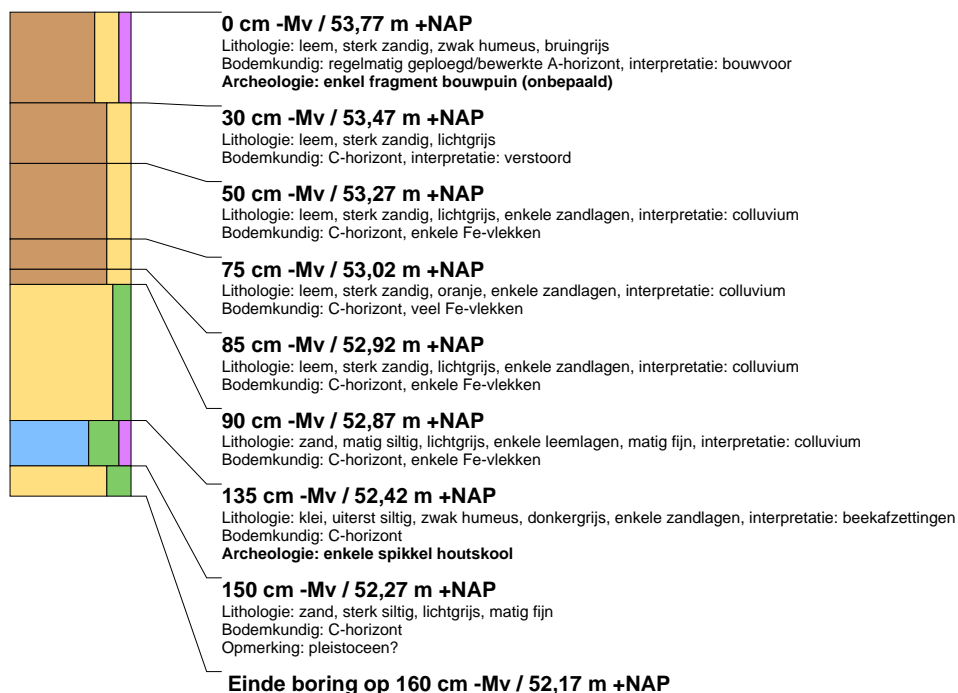 0 cm -Mv / 53,77 m +NAP
Lithologie: leem, sterk zandig, zwak humeus, bruingrijs
Bodemkundig: regelmatig geploegd/bewerkte A-horizont, interpretatie: bouwvoor
Archeologie: enkel fragment bouwpuin (onbepaald)
30 cm -Mv / 53,47 m +NAP
Lithologie: leem, sterk zandig, lichtgrijs
Bodemkundig: C-horizont, interpretatie: verstoord
50 cm -Mv / 53,27 m +NAP
Lithologie: leem, sterk zandig, lichtgrijs, enkele zandlagen, interpretatie: colluvium
Bodemkundig: C-horizont, enkele Fe-vlekken
75 cm -Mv / 53,02 m +NAP
Lithologie: leem, sterk zandig, oranje, enkele zandlagen, interpretatie: colluvium
Bodemkundig: C-horizont, veel Fe-vlekken
85 cm -Mv / 52,92 m +NAP
Lithologie: leem, sterk zandig, lichtgrijs, enkele zandlagen, interpretatie: colluvium
Bodemkundig: C-horizont, enkele Fe-vlekken
90 cm -Mv / 52,87 m +NAP
Lithologie: zand, matig siltig, lichtgrijs, enkele leemlagen, matig fijn, interpretatie: colluvium
Bodemkundig: C-horizont, enkele Fe-vlekken
135 cm -Mv / 52,42 m +NAP
Lithologie: klei, uiterst siltig, zwak humeus, donkergrijs, enkele zandlagen, interpretatie: beekafzettingen
Bodemkundig: C-horizont
Archeologie: enkele spikkel houtskool
150 cm -Mv / 52,27 m +NAP
Lithologie: zand, sterk siltig, lichtgrijs, matig fijn
Bodemkundig: C-horizont
Opmerking: pleistoceen?
Einde boring op 160 cm -Mv / 52,17 m +NAP